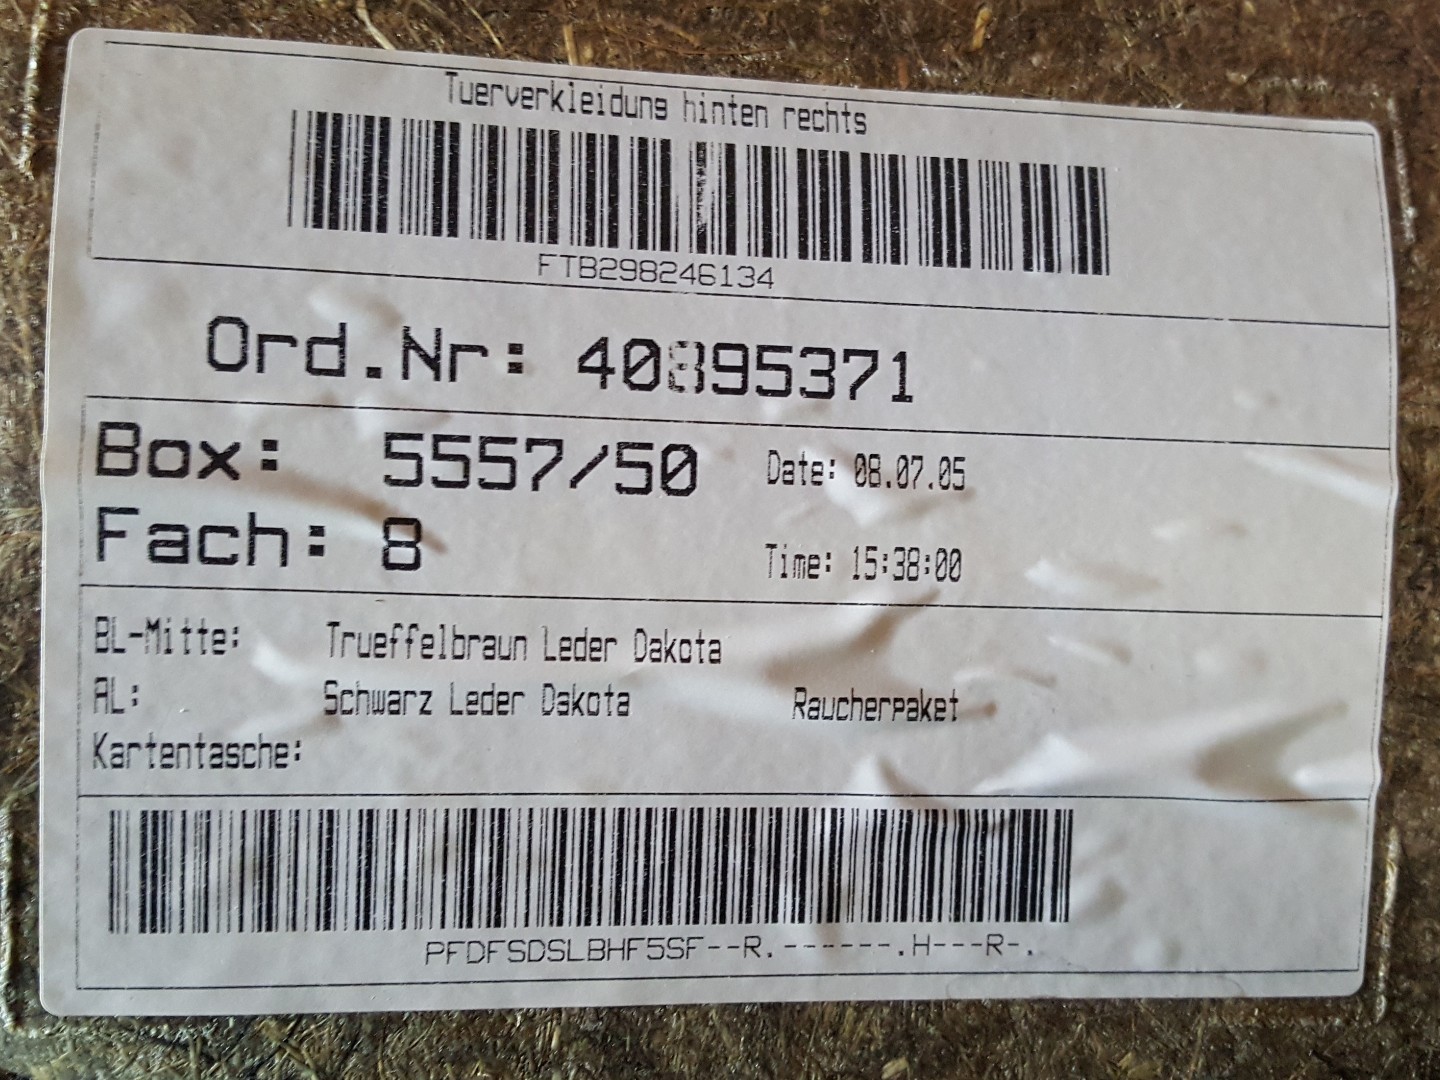 Tuerverkleidung hinten rechts
FTB298246134
Ord.Nr: 40895371
Box: 5557/50
Date: 08.07.05
Fach: 8
Time: 15:38:00
BL-Mitte: Trueffelbraun Leder Dakota
AL: Schwarz Leder Dakota Raucherpaket
Kartentasche:
PFDFSDSLBHF5SF--R.------.H---R-.